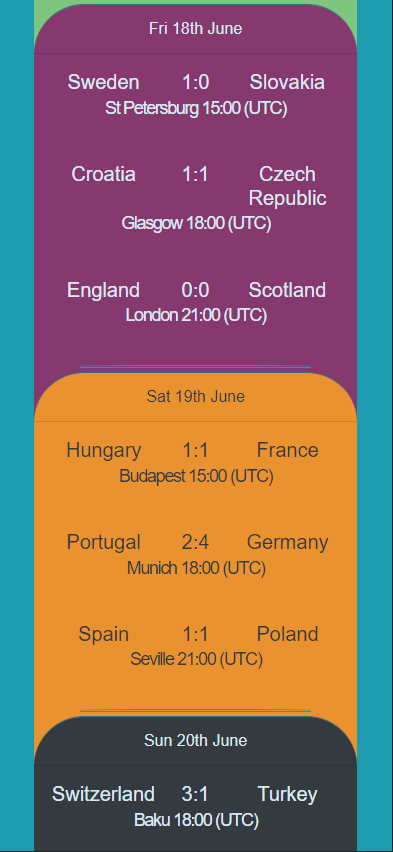 Fri 18th June
Sweden 1:0 Slovakia
St Petersburg 15:00 (UTC)
Croatia 1:1 Czech Republic
Glasgow 18:00 (UTC)
England 0:0 Scotland
London 21:00 (UTC)
Sat 19th June
Hungary 1:1 France
Budapest 15:00 (UTC)
Portugal 2:4 Germany
Munich 18:00 (UTC)
Spain 1:1 Poland
Seville 21:00 (UTC)
Sun 20th June
Switzerland 3:1 Turkey
Baku 18:00 (UTC)